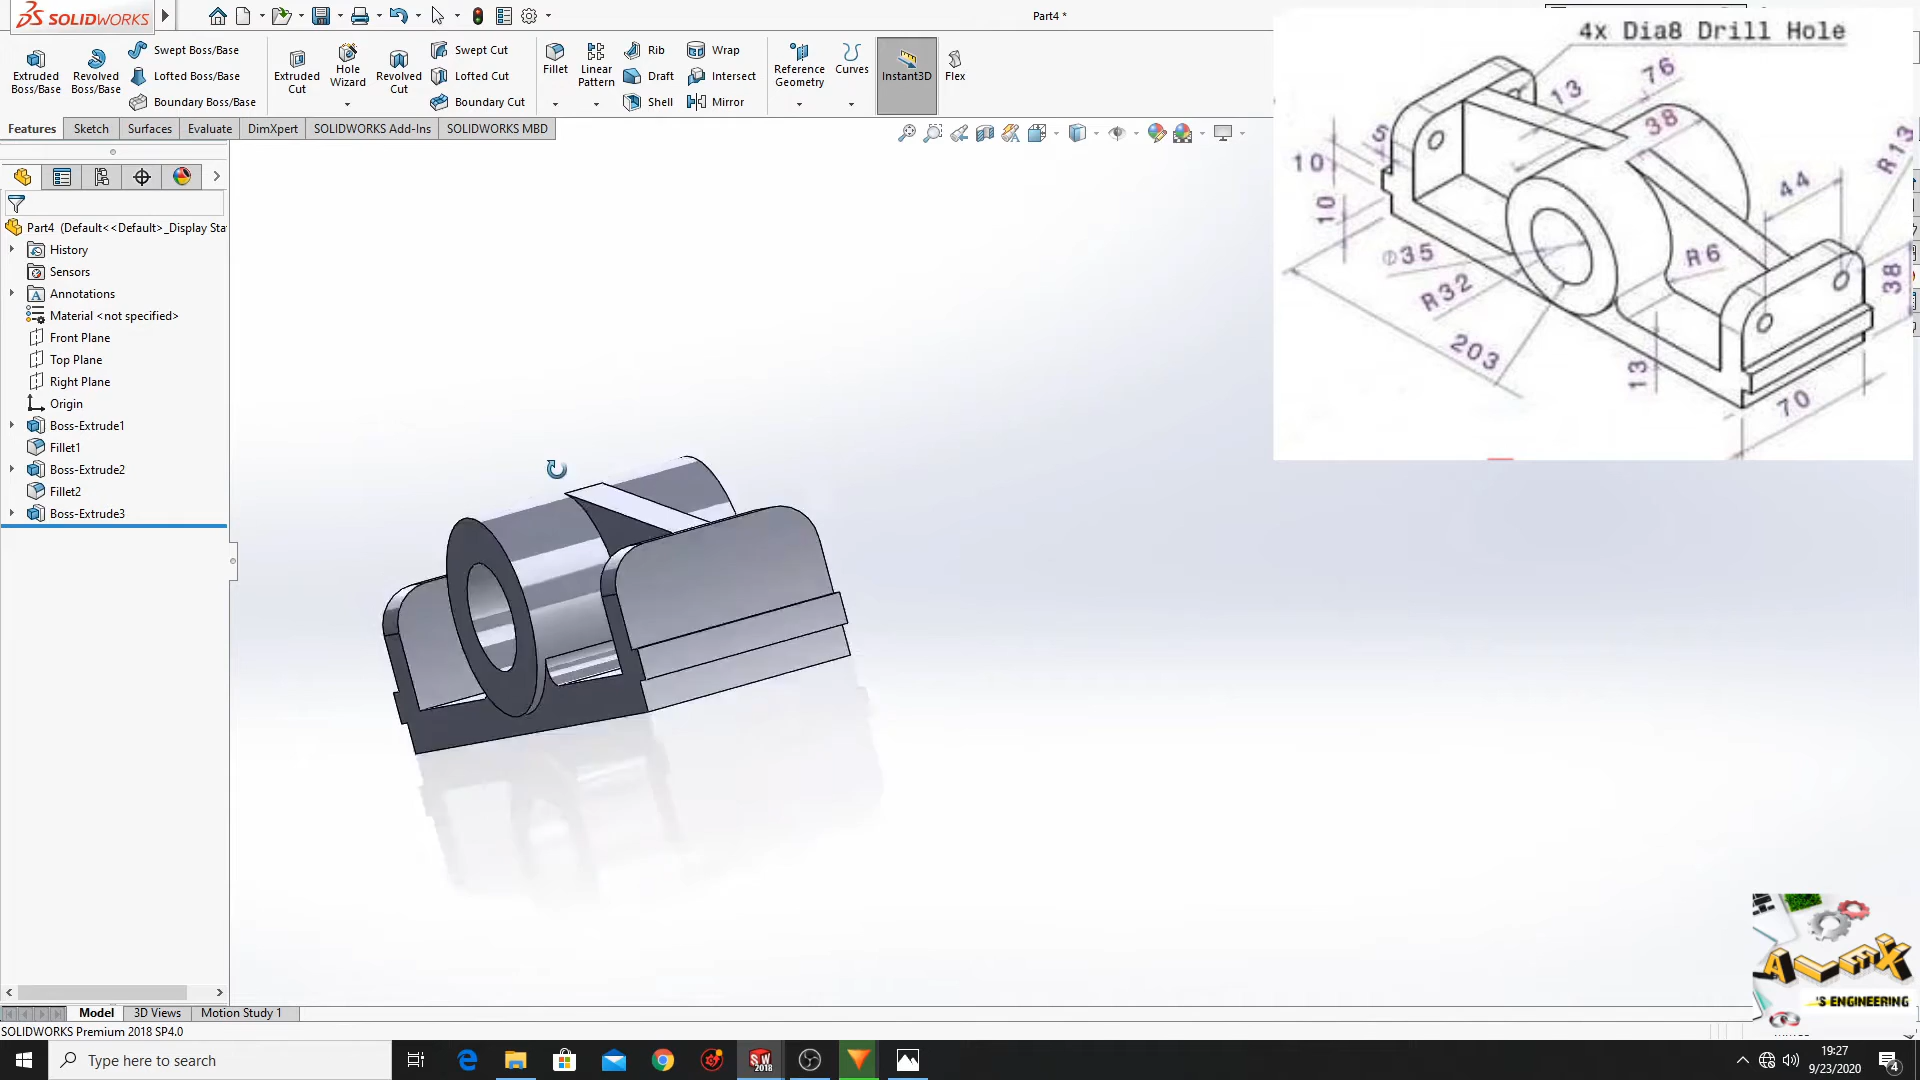 SOLIDWORKS
Part4 *
Extruded Boss/Base
Revolved Boss/Base
Swept Boss/Base
Lofted Boss/Base
Boundary Boss/Base
Extruded Cut
Hole Wizard
Revolved Cut
Swept Cut
Lofted Cut
Boundary Cut
Fillet
Linear Pattern
Rib
Draft
Shell
Wrap
Intersect
Mirror
Reference Geometry
Curves
Instant3D
Flex
Features
Sketch
Surfaces
Evaluate
DimXpert
SOLIDWORKS Add-Ins
SOLIDWORKS MBD
Part4 (Default<<Default>_Display Sta
History
Sensors
Annotations
Material <not specified>
Front Plane
Top Plane
Right Plane
Origin
Boss-Extrude1
Fillet1
Boss-Extrude2
Fillet2
Boss-Extrude3
4x Dia8 Drill Hole
76
13
38
5
10
10
R13
44
Ø35
R32
R6
38
203
13
70
ALEX
'S ENGINEERING
Model
3D Views
Motion Study 1
SOLIDWORKS Premium 2018 SP4.0
Type here to search
SW
2018
19:27
9/23/2020
4